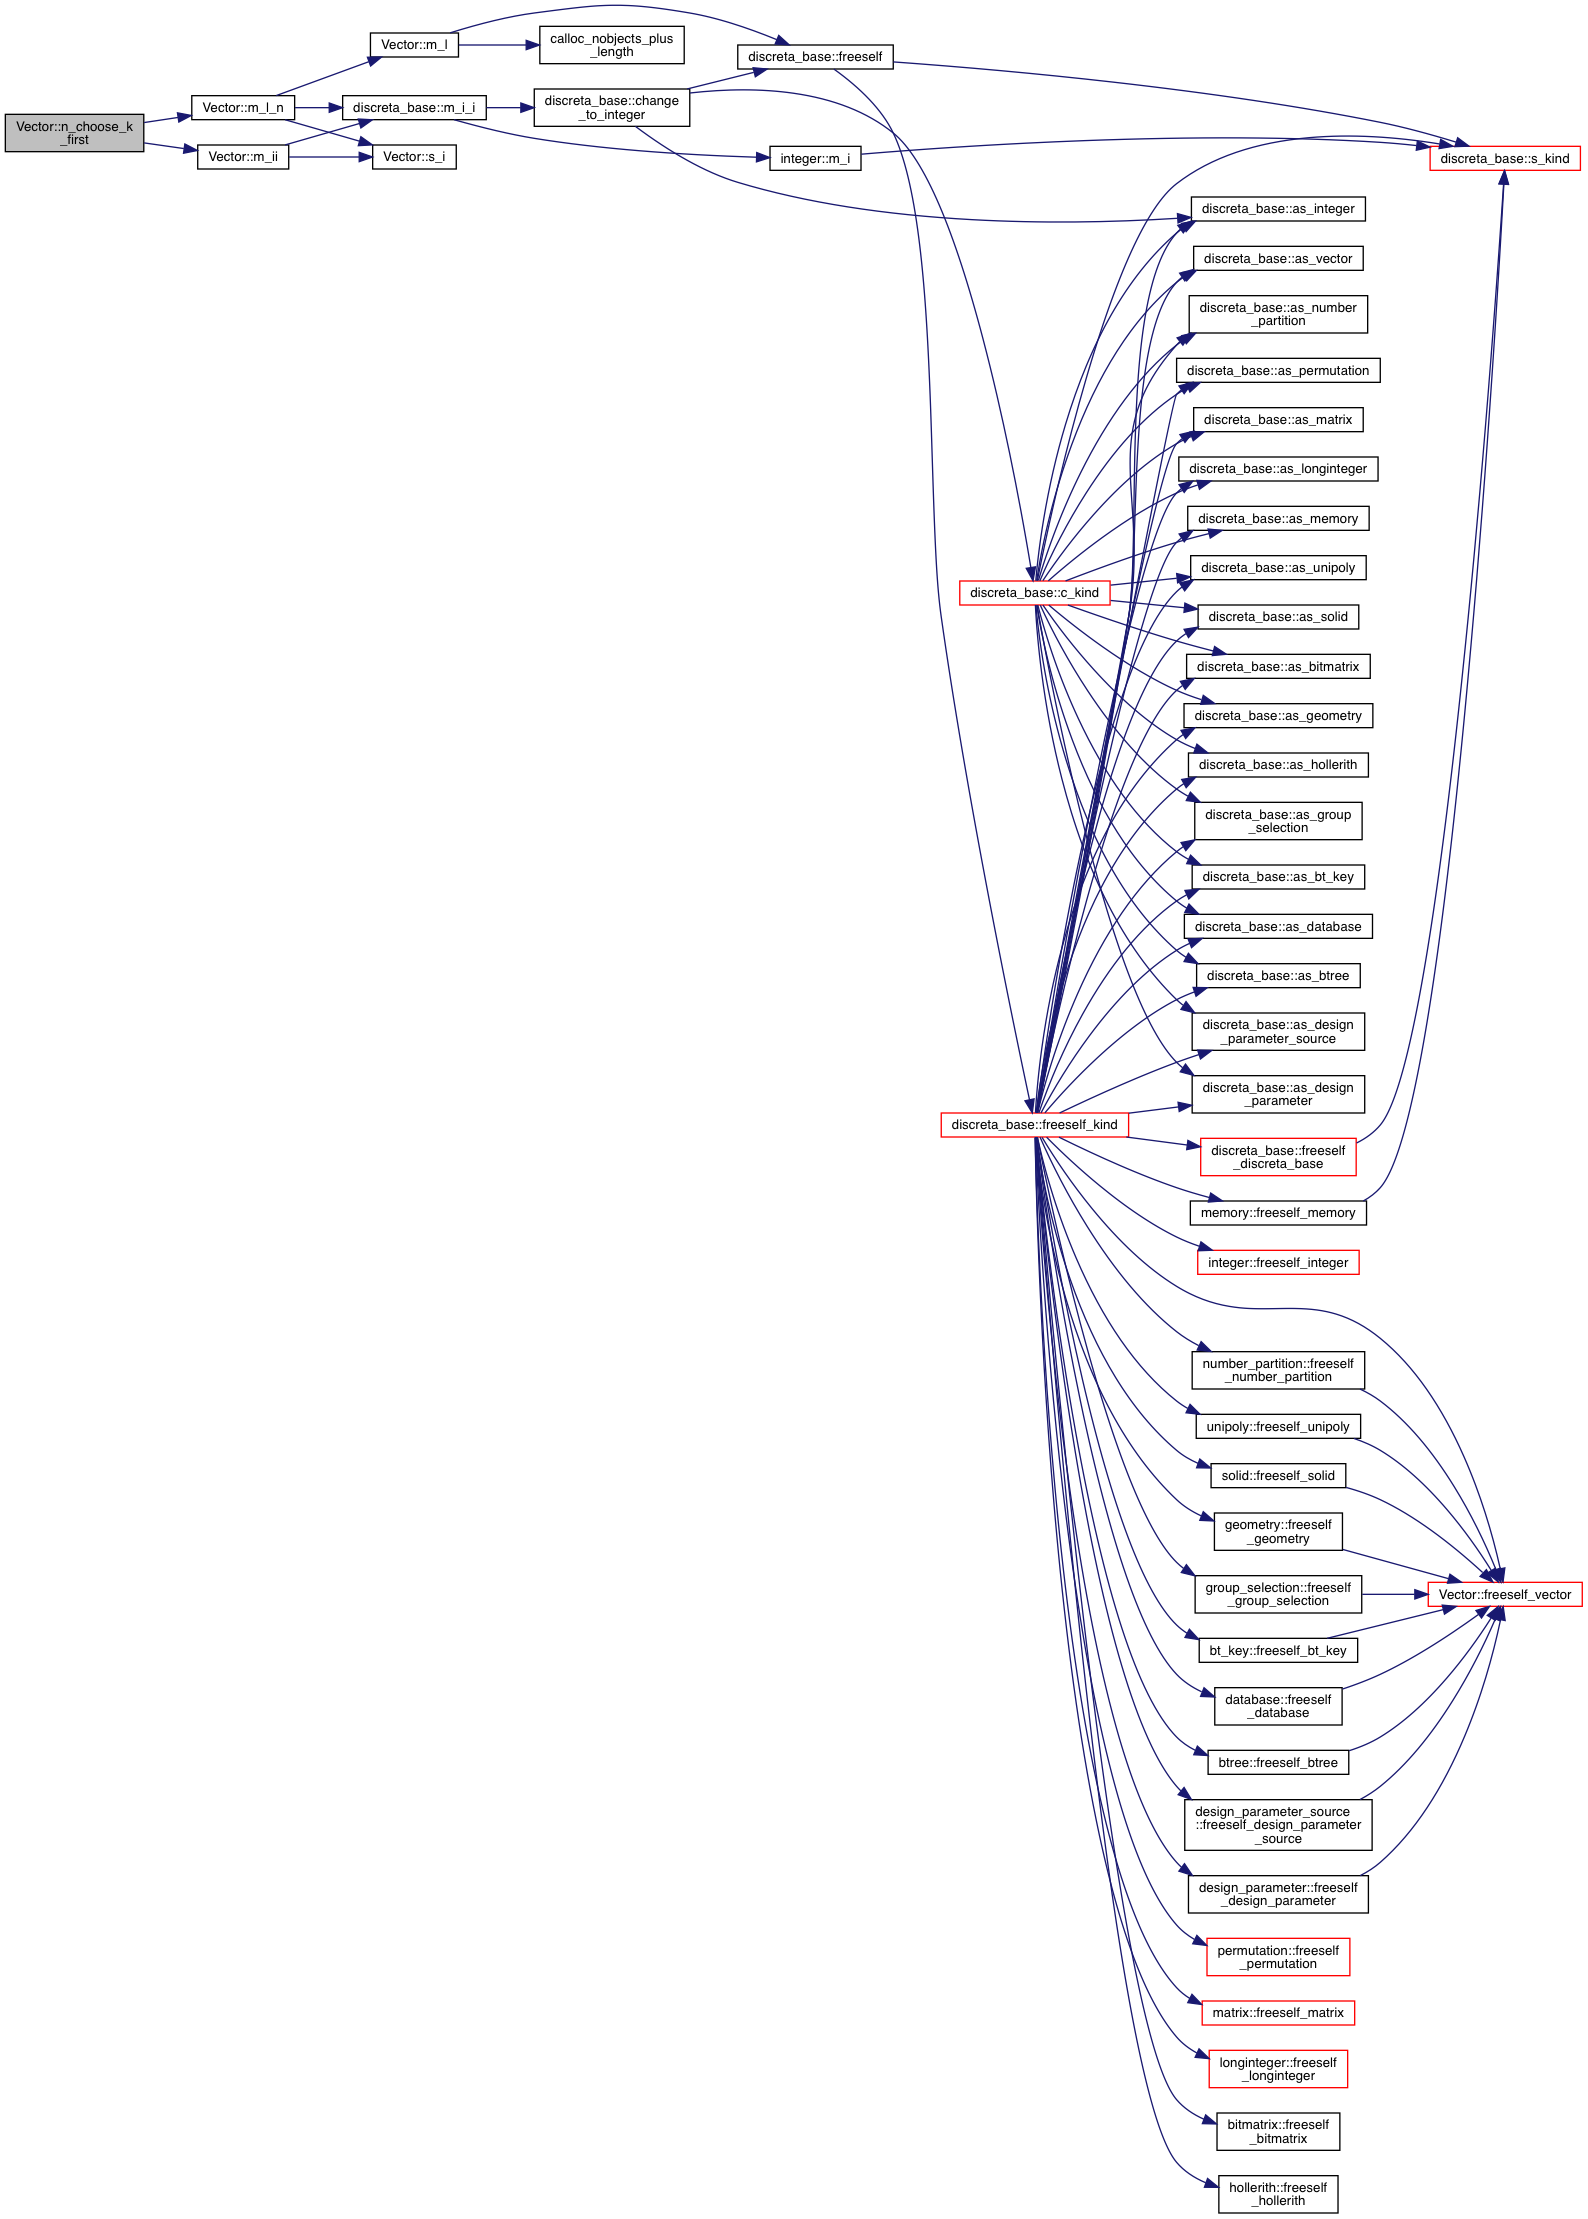 Vector::n_choose_k
_first
Vector::m_l_n
Vector::m_ii
Vector::m_l
discreta_base::m_i_i
Vector::s_i
calloc_nobjects_plus
_length
discreta_base::change
_to_integer
discreta_base::freeself
integer::m_i
discreta_base::c_kind
discreta_base::freeself_kind
discreta_base::s_kind
discreta_base::as_integer
discreta_base::as_vector
discreta_base::as_number
_partition
discreta_base::as_permutation
discreta_base::as_matrix
discreta_base::as_longinteger
discreta_base::as_memory
discreta_base::as_unipoly
discreta_base::as_solid
discreta_base::as_bitmatrix
discreta_base::as_geometry
discreta_base::as_hollerith
discreta_base::as_group
_selection
discreta_base::as_bt_key
discreta_base::as_database
discreta_base::as_btree
discreta_base::as_design
_parameter_source
discreta_base::as_design
_parameter
discreta_base::freeself
_discreta_base
memory::freeself_memory
integer::freeself_integer
number_partition::freeself
_number_partition
unipoly::freeself_unipoly
solid::freeself_solid
geometry::freeself
_geometry
group_selection::freeself
_group_selection
Vector::freeself_vector
bt_key::freeself_bt_key
database::freeself
_database
btree::freeself_btree
design_parameter_source
::freeself_design_parameter
_source
design_parameter::freeself
_design_parameter
permutation::freeself
_permutation
matrix::freeself_matrix
longinteger::freeself
_longinteger
bitmatrix::freeself
_bitmatrix
hollerith::freeself
_hollerith